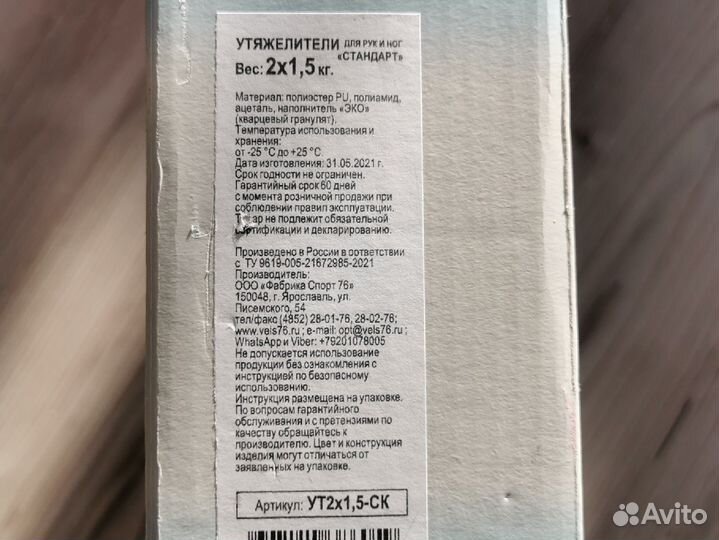 УТЯЖЕЛИТЕЛИ ДЛЯ РУК И НОГ
Вес: 2х1,5 кг. «СТАНДАРТ»
Материал: полиэстер PU, полиамид,
ацеталь, наполнитель «ЭКО»
(кварцевый гранулят).
Температура использования и
хранения:
от -25 °C до +25 °C
Дата изготовления: 31.05.2021 г.
Срок годности не ограничен.
Гарантийный срок 60 дней
с момента розничной продажи при
соблюдении правил эксплуатации.
Товар не подлежит обязательной
сертификации и декларированию.
Произведено в России в соответствии
с ТУ 9619-005-21672985-2021
Производитель:
ООО «Фабрика Спорт 76»
150048, г. Ярославль, ул.
Писемского, 54
тел/факс (4852) 28-01-76, 28-02-76;
www.vels76.ru ; e-mail: opt@vels76.ru ;
WhatsApp и Viber: +79201078005
Не допускается использование
продукции без ознакомления с
инструкцией по безопасному
использованию.
Инструкция размещена на упаковке.
По вопросам гарантийного
обслуживания и с претензиями по
качеству обращайтесь к
производителю. Цвет и конструкция
изделия могут отличаться от
заявленных на упаковке.
Артикул: УТ2х1,5-СК
Avito